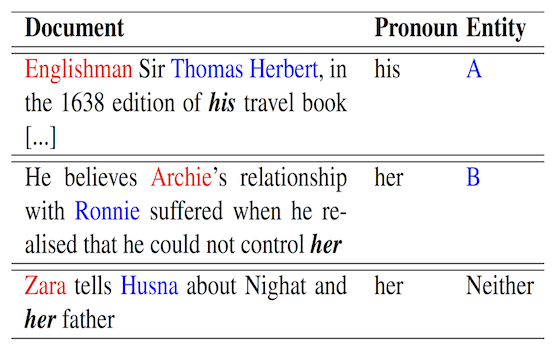 Document Pronoun Entity
Englishman Sir Thomas Herbert, in his A
the 1638 edition of his travel book
[...]
He believes Archie's relationship her B
with Ronnie suffered when he re-
alised that he could not control her
Zara tells Husna about Nighat and her Neither
her father